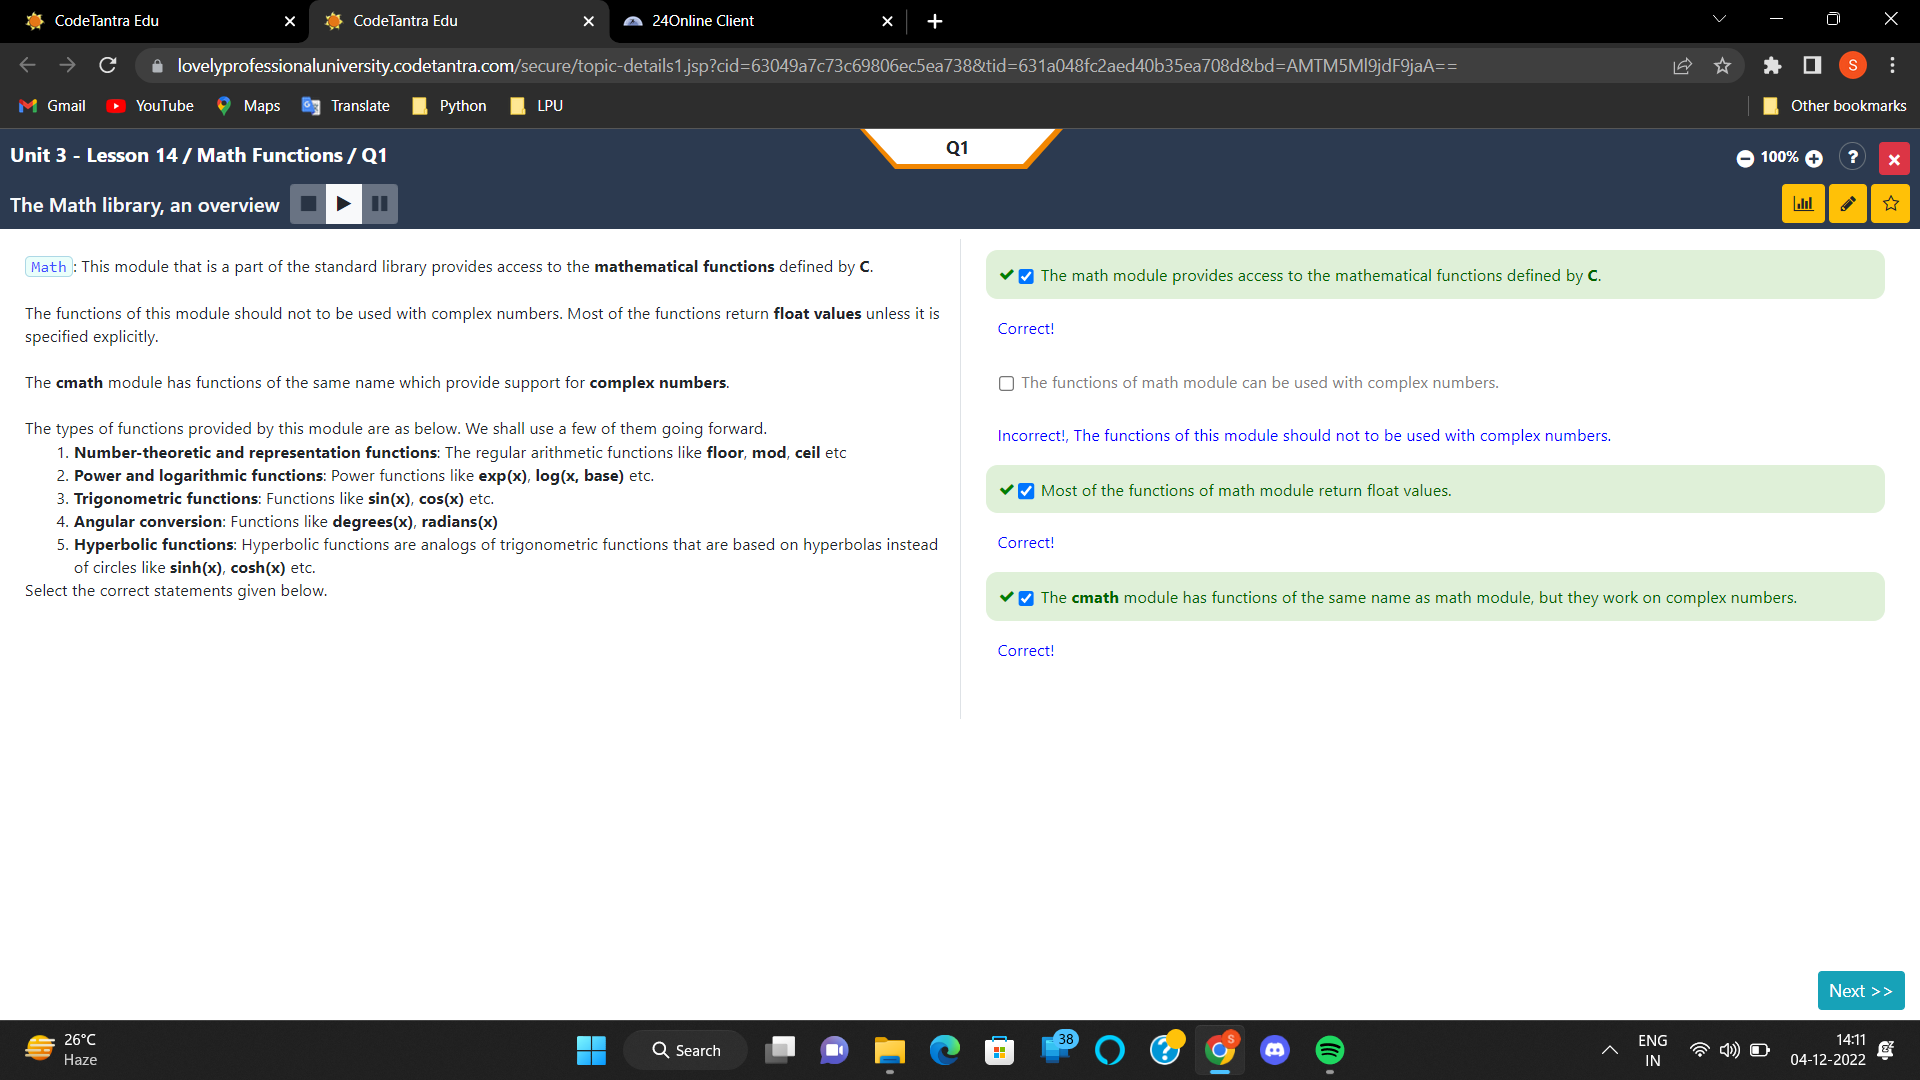 CodeTantra Edu
CodeTantra Edu
24Online Client
lovelyprofessionaluniversity.codetantra.com/secure/topic-details1.jsp?cid=63049a7c73c69806ec5ea738&tid=631a048fc2aed40b35ea708d&bd=AMTM5Ml9jdF9jaA==
S
Gmail
YouTube
Maps
Translate
Python
LPU
Other bookmarks
Unit 3 - Lesson 14 / Math Functions / Q1
Q1
100%
?
The Math library, an overview
Math : This module that is a part of the standard library provides access to the mathematical functions defined by C.
The functions of this module should not to be used with complex numbers. Most of the functions return float values unless it is
specified explicitly.
The cmath module has functions of the same name which provide support for complex numbers.
The types of functions provided by this module are as below. We shall use a few of them going forward.
1. Number-theoretic and representation functions: The regular arithmetic functions like floor, mod, ceil etc
2. Power and logarithmic functions: Power functions like exp(x), log(x, base) etc.
3. Trigonometric functions: Functions like sin(x), cos(x) etc.
4. Angular conversion: Functions like degrees(x), radians(x)
5. Hyperbolic functions: Hyperbolic functions are analogs of trigonometric functions that are based on hyperbolas instead
of circles like sinh(x), cosh(x) etc.
Select the correct statements given below.
The math module provides access to the mathematical functions defined by C.
Correct!
The functions of math module can be used with complex numbers.
Incorrect!, The functions of this module should not to be used with complex numbers.
Most of the functions of math module return float values.
Correct!
The cmath module has functions of the same name as math module, but they work on complex numbers.
Correct!
Next >>
26°C
Haze
Search
38
?
S
ENG
IN
14:11
04-12-2022